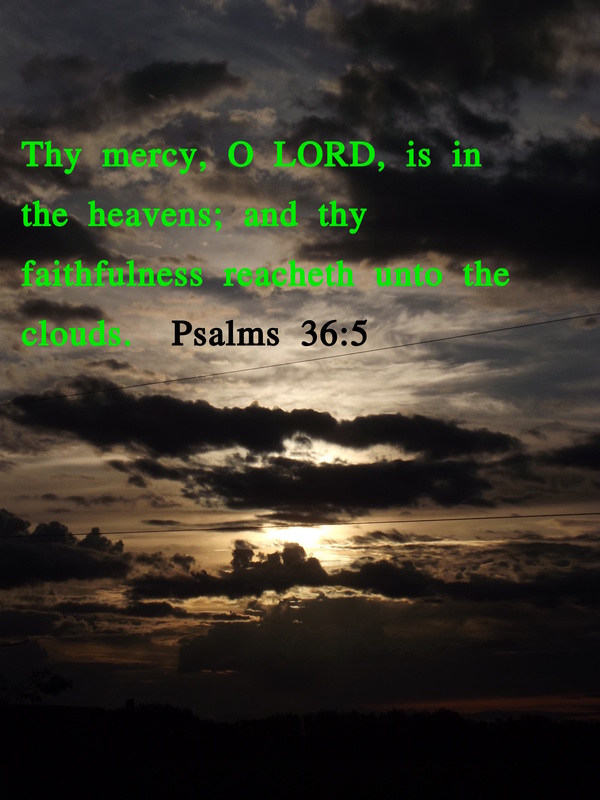 Thy mercy, O LORD, is in
the heavens; and thy
faithfulness reacheth unto the
clouds. Psalms 36:5